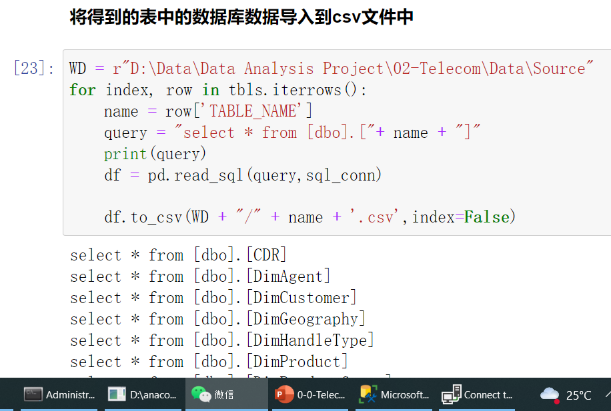 将得到的表中的数据库数据导入到csv文件中
[23]:
WD = r"D:\Data\Data Analysis Project\02-Telecom\Data\Source"
for index, row in tbls.iterrows():
    name = row['TABLE_NAME']
    query = "select * from [dbo].["+ name + "]"
    print(query)
    df = pd.read_sql(query,sql_conn)
    df.to_csv(WD + "/" + name + '.csv',index=False)
select * from [dbo].[CDR]
select * from [dbo].[DimAgent]
select * from [dbo].[DimCustomer]
select * from [dbo].[DimGeography]
select * from [dbo].[DimHandleType]
select * from [dbo].[DimProduct]
Administr...
D:\anaco...
微信
0-0-Telec...
Microsoft...
Connect t...
25°C